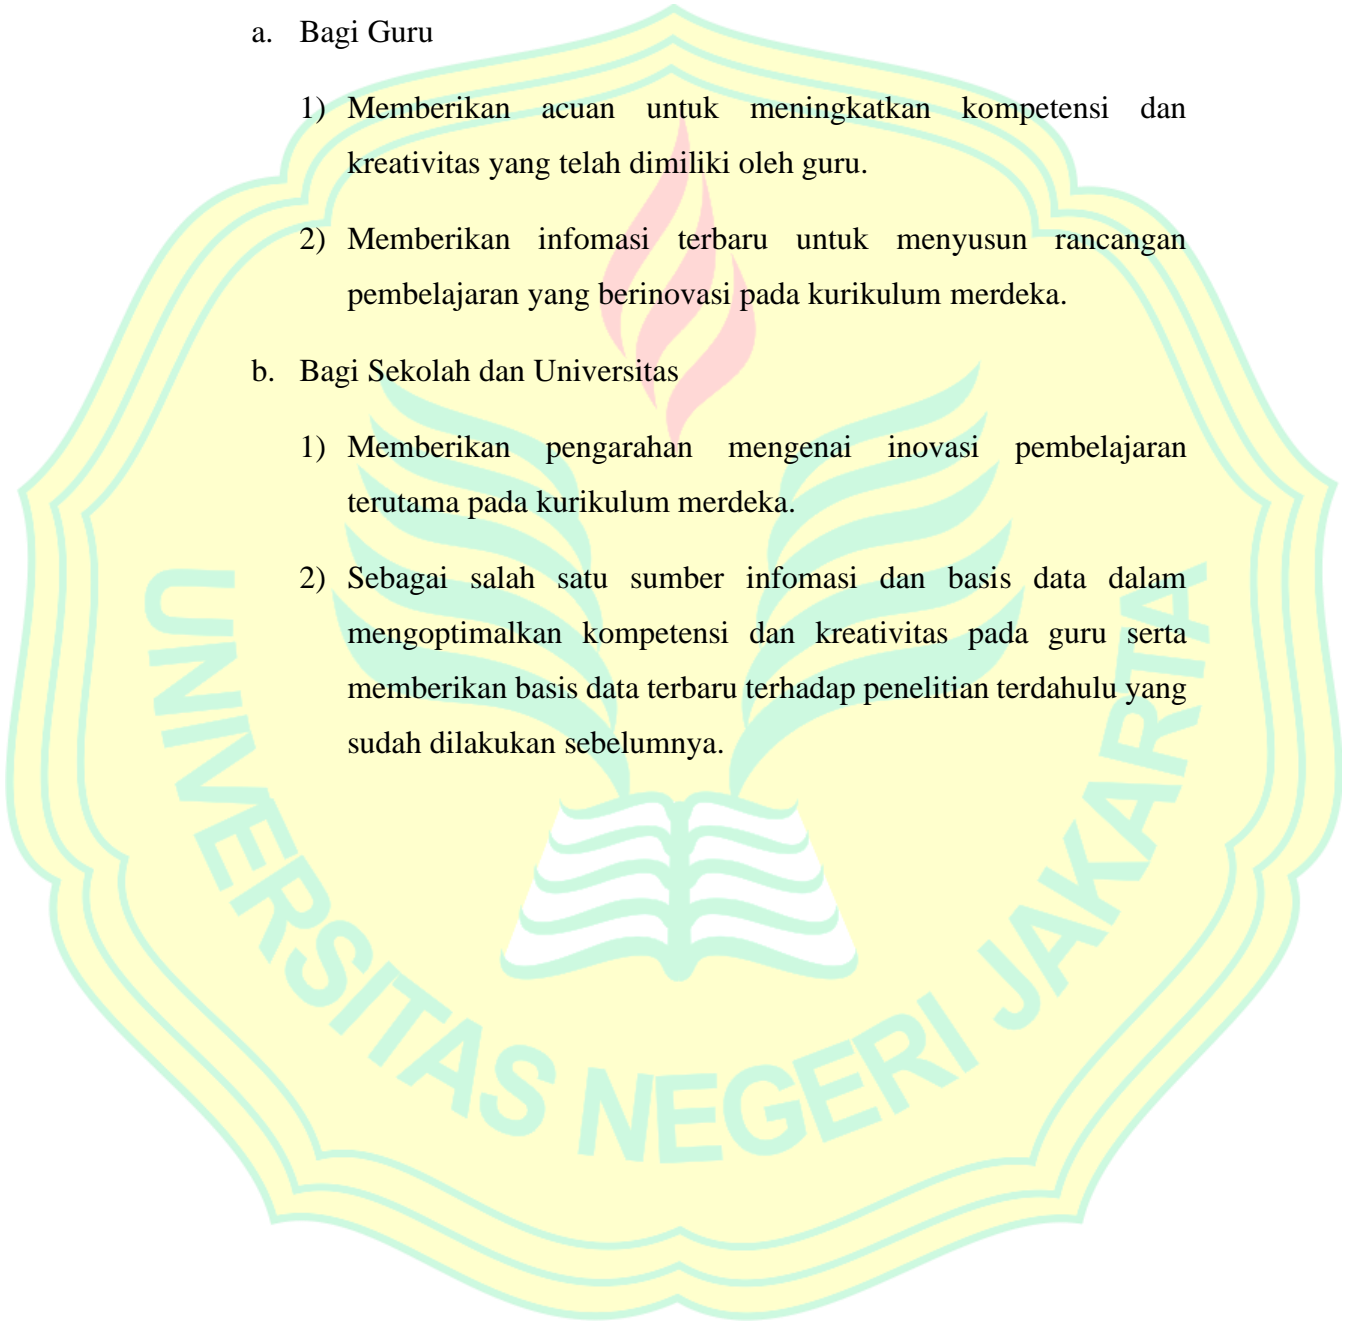 a. Bagi Guru
1) Memberikan acuan untuk meningkatkan kompetensi dan
kreativitas yang telah dimiliki oleh guru.
2) Memberikan infomasi terbaru untuk menyusun rancangan
pembelajaran yang berinovasi pada kurikulum merdeka.
b. Bagi Sekolah dan Universitas
1) Memberikan pengarahan mengenai inovasi pembelajaran
terutama pada kurikulum merdeka.
2) Sebagai salah satu sumber infomasi dan basis data dalam
mengoptimalkan kompetensi dan kreativitas pada guru serta
memberikan basis data terbaru terhadap penelitian terdahulu yang
sudah dilakukan sebelumnya.
UNIVERSITAS NEGERI JAKARTA